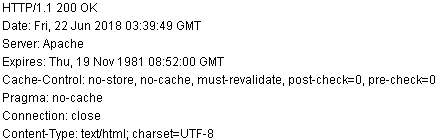 HTTP/1.1 200 OK
Date: Fri, 22 Jun 2018 03:39:49 GMT
Server: Apache
Expires: Thu, 19 Nov 1981 08:52:00 GMT
Cache-Control: no-store, no-cache, must-revalidate, post-check=0, pre-check=0
Pragma: no-cache
Connection: close
Content-Type: text/html; charset=UTF-8